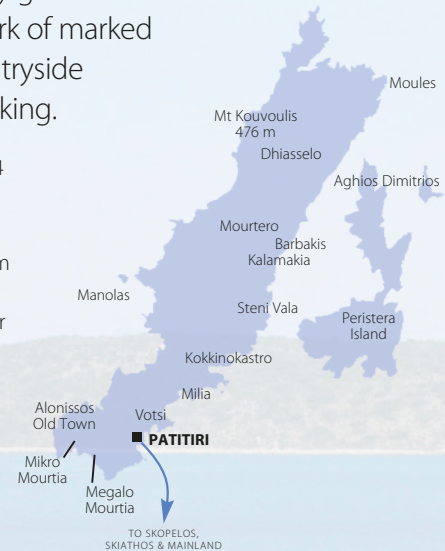 rk of marked
tryside
king.
4
m
r
Moules
Mt Kouvoulis
476 m
Dhiasselo
Aghios Dimitrios
Mourtero
Barbakis
Kalamakia
Manolas
Steni Vala
Peristera
Island
Kokkinokastro
Milia
Alonissos
Old Town
Votsi
PATITIRI
Mikro
Mourtia
Megalo
Mourtia
TO SKOPELOS,
SKIATHOS & MAINLAND